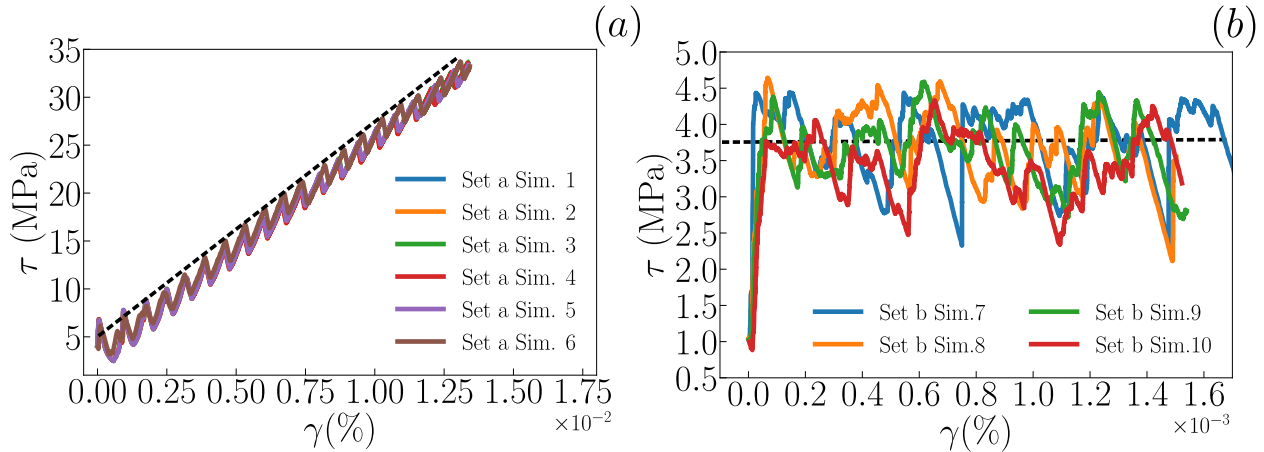 (a)
τ (MPa)
35
30
25
20
15
10
5
Set a Sim. 1
Set a Sim. 2
Set a Sim. 3
Set a Sim. 4
Set a Sim. 5
Set a Sim. 6
0.00 0.25 0.50 0.75 1.00 1.25 1.50 1.75
×10⁻²
γ(%)
(b)
τ (MPa)
5.0
4.5
4.0
3.5
3.0
2.5
2.0
1.5
1.0
0.5
Set b Sim.7
Set b Sim.8
Set b Sim.9
Set b Sim.10
0.0 0.2 0.4 0.6 0.8 1.0 1.2 1.4 1.6
×10⁻³
γ(%)